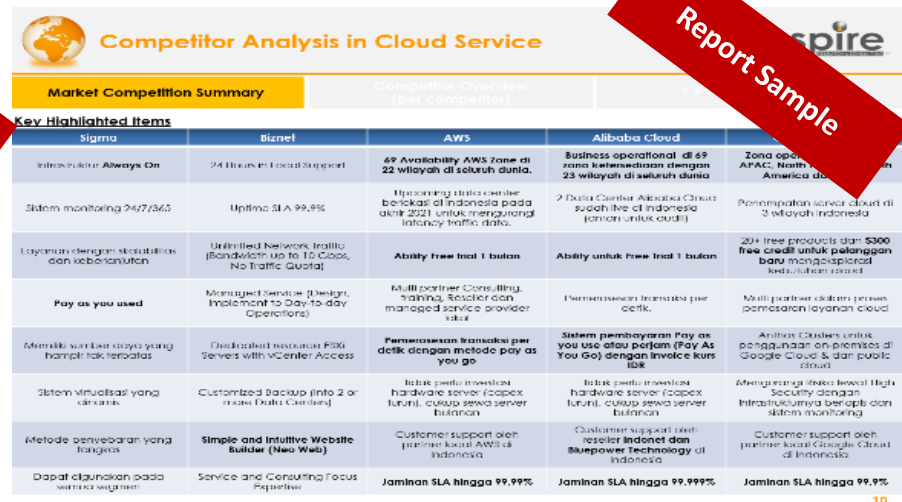 Competitor Analysis in Cloud Service
spire
Report Sample
Market Competition Summary
Competitor Overview
(per competitor)
Key Highlighted Items
Sigma
Biznet
AWS
Alibaba Cloud
Infrastruktur Always On
24 Hours in Local Support
69 Availability AWS Zone di
22 wilayah di seluruh dunia.
Business operational di 69
zona ketersediaan dengan
23 wilayah di seluruh dunia
Zona
APAC, North
America
Sistem monitoring 24/7/365
Uptime SLA 99.9%
Upcoming data center
berlokasi di Indonesia pada
akhir 2021 untuk mengurangi
latency traffic data.
2 Data Center Alibaba Cloud
sudah live di Indonesia
(aman untuk audit)
Penempatan server cloud di
3 wilayah Indonesia
Layanan dengan skalabilitas
dan keberlanjutan
Unlimited Network Traffic
(Bandwidth up to 10 Gbps,
No Traffic Quota)
Ability Free trial 1 bulan
Ability untuk Free trial 1 bulan
20+ free products dan $300
free credit untuk pelanggan
baru mengeksplorasi
kebutuhan cloud
Pay as you used
Managed Service (Design,
Implement to Day-to-day
Operations)
Multi partner Consulting,
training, Reseller dan
managed service provider
lokal
Pemrosesan transaksi per
detik.
Multi partner dalam proses
pemasaran layanan cloud
Memiliki sumber daya yang
hampir tak terbatas
Dedicated resource ESXi
Servers with vCenter Access
Pemrosesan transaksi per
detik dengan metode pay as
you go
Sistem pembayaran Pay as
you use atau perjam (Pay As
You Go) dengan invoice kurs
IDR
Anthos Clusters untuk
penggunaan on-premises di
Google Cloud & dan public
cloud
Sistem virtualisasi yang
dinamis
Customized Backup (into 2 or
more Data Centers)
tidak perlu investasi
hardware server (capex
turun), cukup sewa server
bulanan
tidak perlu investasi
hardware server (capex
turun), cukup sewa server
bulanan
Mengurangi Risiko lewat High
Security dengan
Infrastrukturnya berlapis dan
sistem monitoring
Metode penyebaran yang
tangkas
Simple and Intuitive Website
Builder (Neo Web)
Customer support oleh
partner local AWS di
Indonesia
Customer support oleh
reseller Indonet dan
Bluepower Technology di
Indonesia
Customer support oleh
partner local Google Cloud
di Indonesia
Dapat digunakan pada
semua segmen
Service and Consulting Focus
Expertise
Jaminan SLA hingga 99.99%
Jaminan SLA hingga 99.999%
Jaminan SLA hingga 99.9%
19